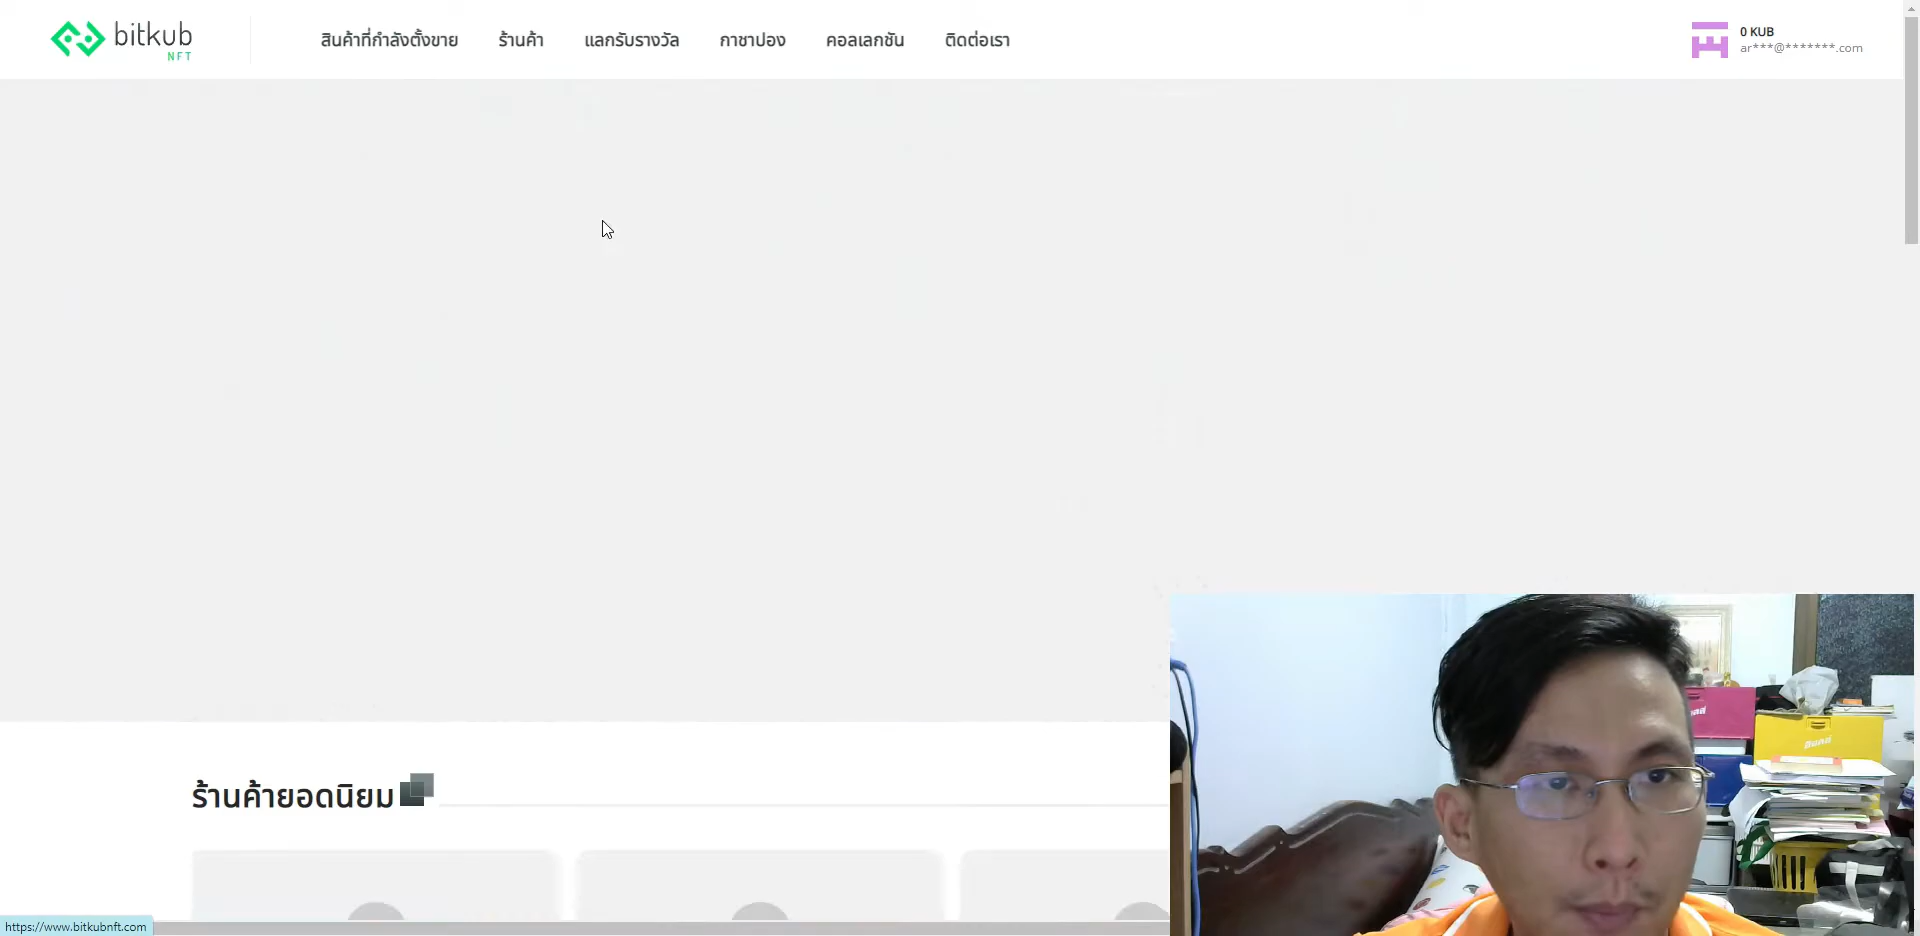 bitkub
NFT
สินค้าที่กำลังตั้งขาย
ร้านค้า
แลกรับรางวัล
กาชาปอง
คอลเลกชัน
ติดต่อเรา
0 KUB
ar***@*******.com
ร้านค้ายอดนิยม
https://www.bitkubnft.com